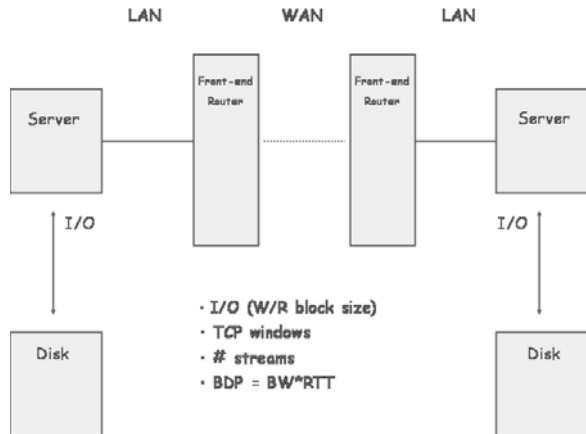 LAN WAN LAN
Front-end
Router
Front-end
Router
Server
Server
I/O
I/O
· I/O (W/R block size)
· TCP windows
· # streams
· BDP = BW*RTT
Disk
Disk